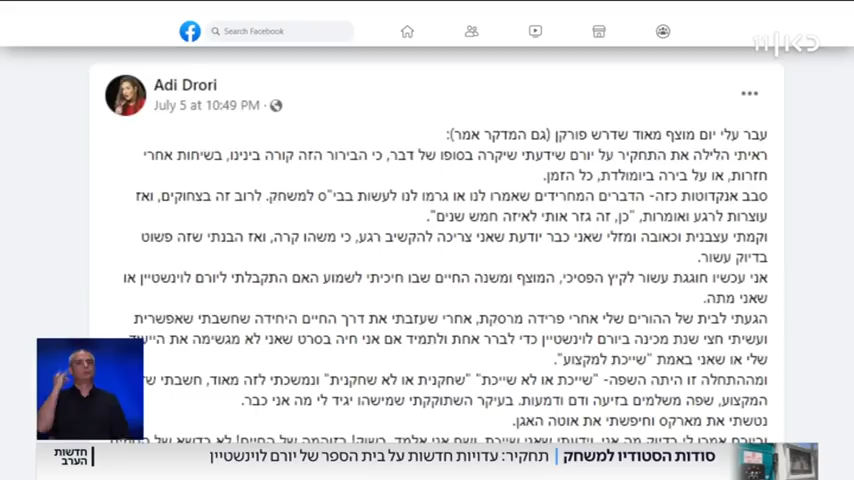 Search Facebook
כאן 11
Adi Drori
July 5 at 10:49 PM
עבר עלי יום מוצף מאוד שדרש פורקן (גם המדקר אמר):
ראיתי הלילה את התחקיר על יורם שידעתי שיקרה בסופו של דבר, כי הבירור הזה קורה בינינו, בשיחות אחרי
חזרות, או על בירה ביומולדת, כל הזמן.
סבב אנקדוטות כזה- הדברים המחרידים שאמרו לנו או גרמו לנו לעשות בבי"ס למשחק. לרוב זה בצחוקים, ואז
עוצרות לרגע ואומרות, "כן, זה גזר אותי לאיזה חמש שנים".
וקמתי עצבנית וכאובה ומזלי שאני כבר יודעת שאני צריכה להקשיב רגע, כי משהו קרה, ואז הבנתי שזה פשוט
בדיוק עשור.
אני עכשיו חוגגת עשור לקיץ הפסיכי, המוצף ומשנה החיים שבו חיכיתי לשמוע האם התקבלתי ליורם לוינשטיין או
שאני מתה.
הגעתי לבית של ההורים שלי אחרי פרידה מרסקת, אחרי שעזבתי את דרך החיים היחידה שחשבתי שאפשרית
ועשיתי חצי שנת מכינה ביורם לוינשטיין כדי לברר אחת ולתמיד אם אני חיה בסרט שאני לא מגשימה את הייעוד
שלי או שאני באמת "שייכת למקצוע".
ומההתחלה זו היתה השפה- "שייכת או לא שייכת" "שחקנית או לא שחקנית" ונמשכתי לזה מאוד, חשבתי
המקצוע, שפה משלמים בזיעה ודם ודמעות. בעיקר השתוקקתי שמישהו יגיד לי מה אני כבר.
נטשתי את מארקס וחיפשתי את אוטה האגן.
סודות הסטודיו למשחק | תחקיר: עדויות חדשות על בית הספר של יורם לוינשטיין
חדשות
הערב